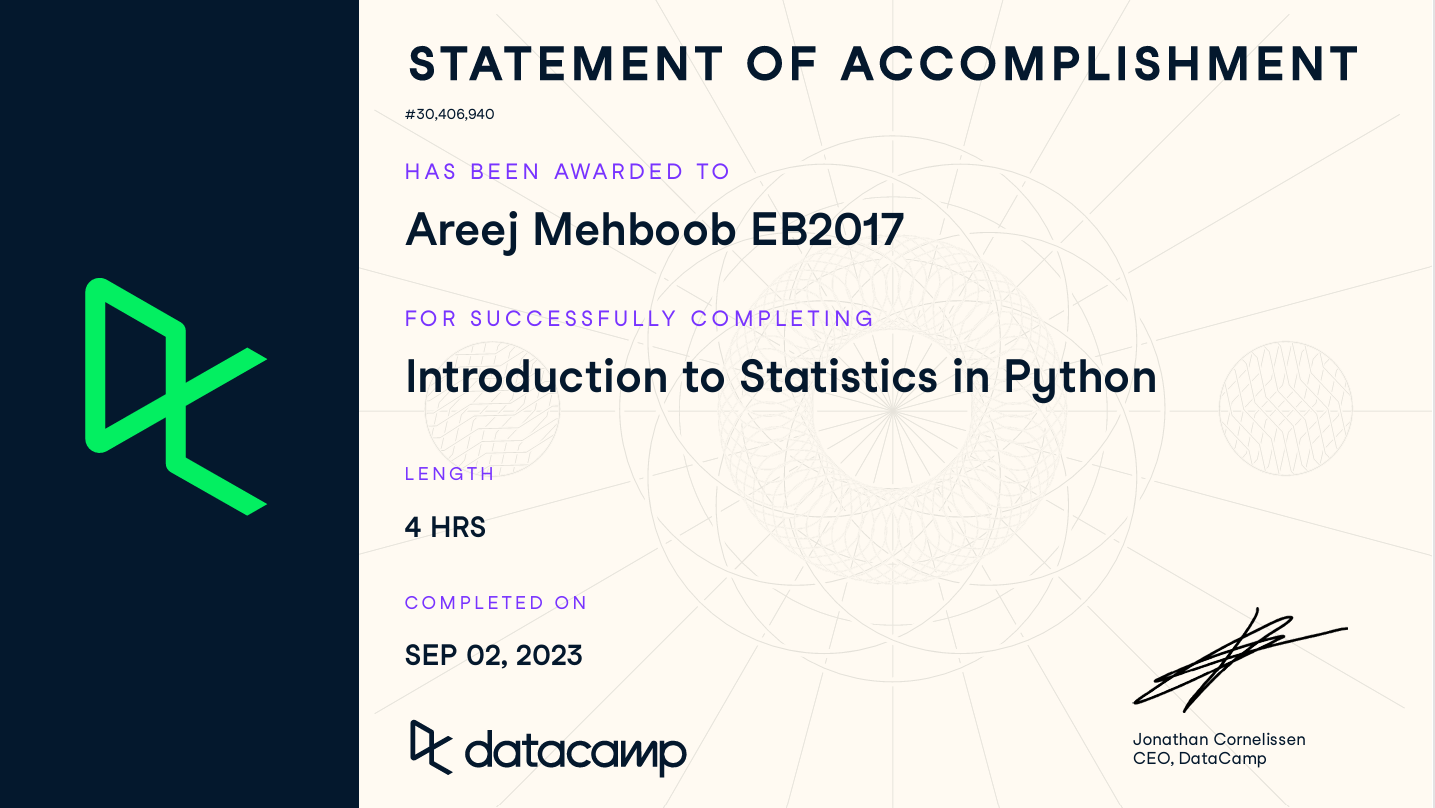 STATEMENT OF ACCOMPLISHMENT
#30,406,940
HAS BEEN AWARDED TO
Areej Mehboob EB2017
FOR SUCCESSFULLY COMPLETING
Introduction to Statistics in Python
LENGTH
4 HRS
COMPLETED ON
SEP 02, 2023
datacamp
Jonathan Cornelissen
CEO, DataCamp